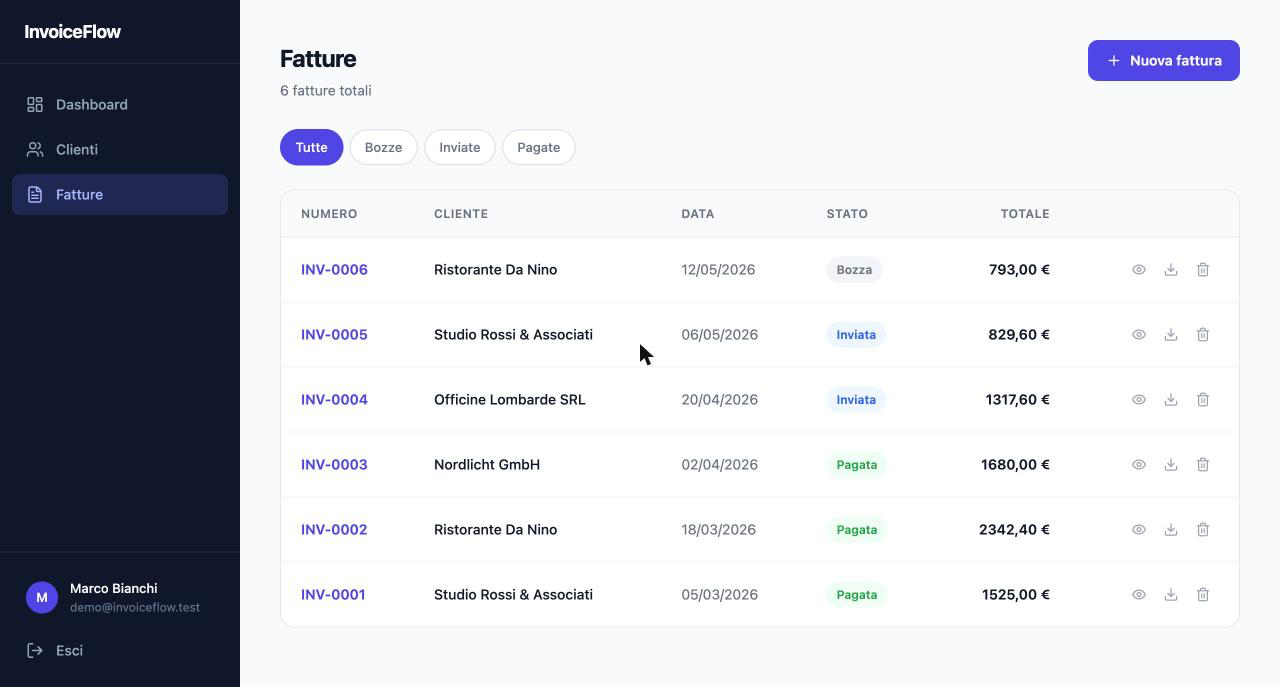 InvoiceFlow
Dashboard
Clienti
Fatture
M
Marco Bianchi
demo@invoiceflow.test
Esci
Fatture
6 fatture totali
+ Nuova fattura
Tutte Bozze Inviate Pagate
NUMERO CLIENTE DATA STATO TOTALE
INV-0006 Ristorante Da Nino 12/05/2026 Bozza 793,00 €
INV-0005 Studio Rossi & Associati 06/05/2026 Inviata 829,60 €
INV-0004 Officine Lombarde SRL 20/04/2026 Inviata 1317,60 €
INV-0003 Nordlicht GmbH 02/04/2026 Pagata 1680,00 €
INV-0002 Ristorante Da Nino 18/03/2026 Pagata 2342,40 €
INV-0001 Studio Rossi & Associati 05/03/2026 Pagata 1525,00 €